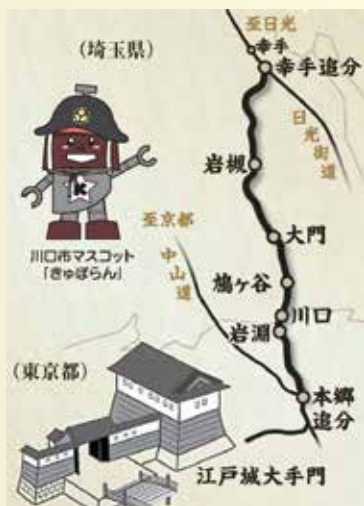 (埼玉県)
至日光
幸手
幸手追分
日光街道
岩槻
K
川口市マスコット
「きゅぽらん」
至京都
中山道
大門
鳩ヶ谷
川口
岩淵
(東京都)
本郷
追分
江戸城大手門